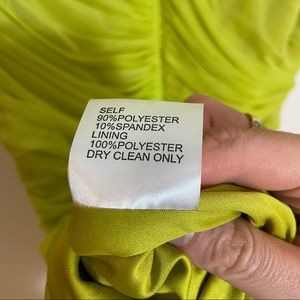 SELF
90%POLYESTER
10%SPANDEX
LINING
100%POLYESTER
DRY CLEAN ONLY